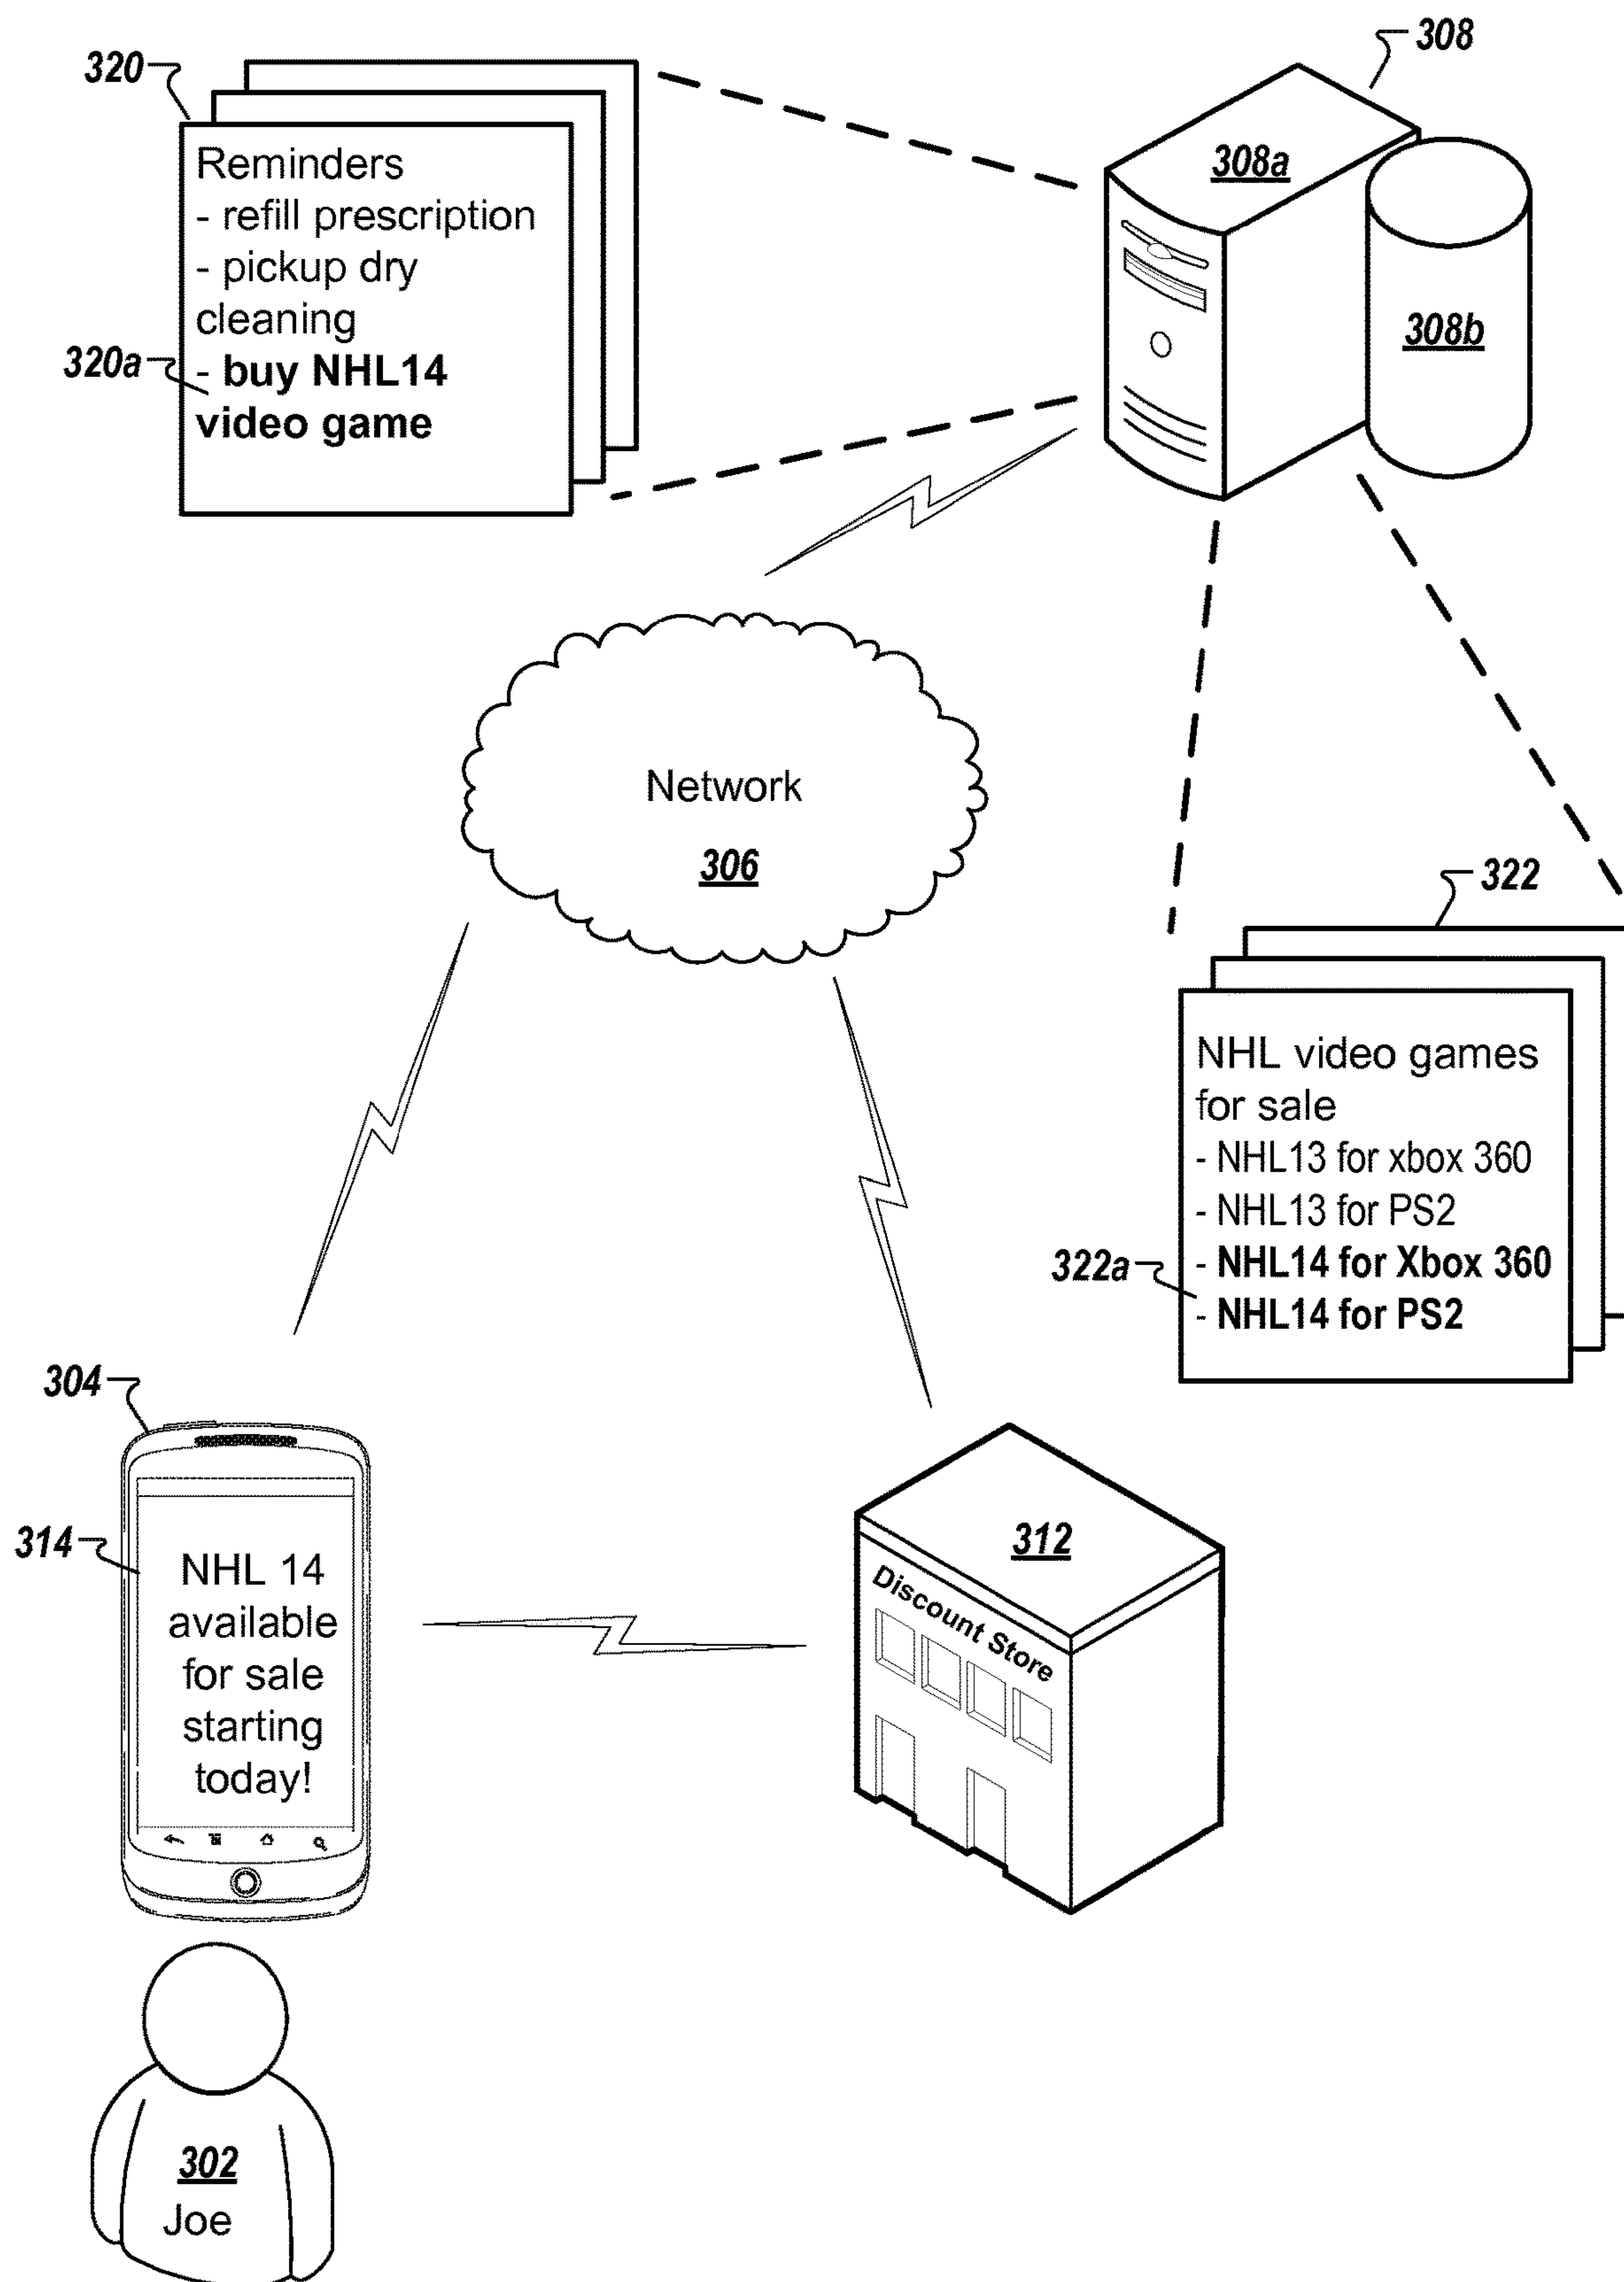 308
320
308a
Reminders
- refill prescription
- pickup dry
cleaning
320a
- buy NHL14
video game
308b
Network
306
322
NHL video games
for sale
- NHL13 for xbox 360
- NHL13 for PS2
322a
- NHL14 for Xbox 360
- NHL14 for PS2
304
312
Discount Store
314
NHL 14
available
for sale
starting
today!
302
Joe